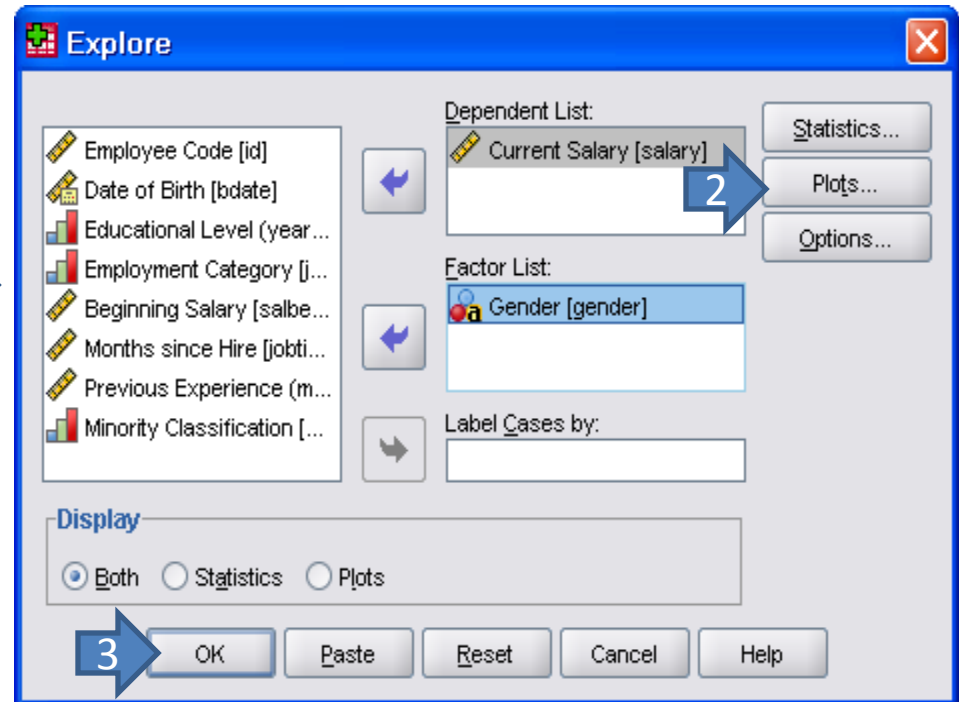 Explore
Employee Code [id]
Date of Birth [bdate]
Educational Level (year...
Employment Category [j...
Beginning Salary [salbe...
Months since Hire [jobti...
Previous Experience (m...
Minority Classification [...
Dependent List:
Current Salary [salary]
Factor List:
a Gender [gender]
Label Cases by:
Statistics...
2
Plots...
Options...
Display
Both Statistics Plots
3
OK Paste Reset Cancel Help